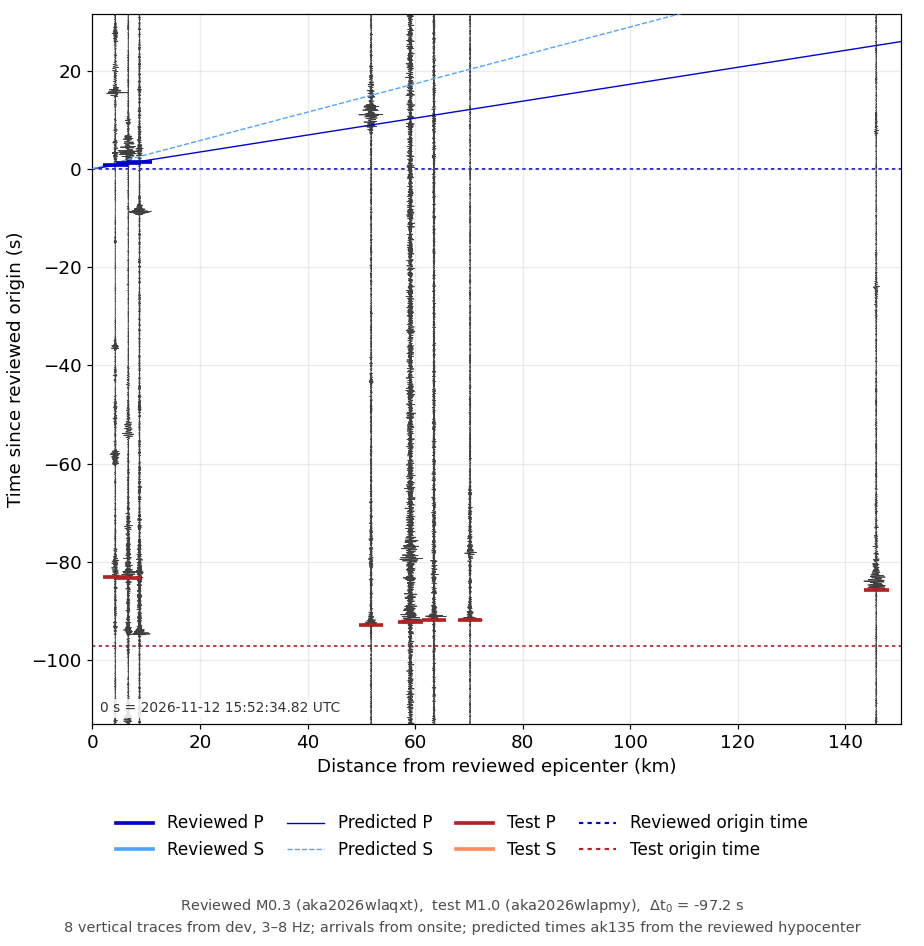 20
0
−20
−40
−60
−80
−100
Time since reviewed origin (s)
0 s = 2026-11-12 15:52:34.82 UTC
0 20 40 60 80 100 120 140
Distance from reviewed epicenter (km)
Reviewed P Predicted P Test P Reviewed origin time
Reviewed S Predicted S Test S Test origin time
Reviewed M0.3 (aka2026wlaqxt), test M1.0 (aka2026wlapmy), Δt₀ = -97.2 s
8 vertical traces from dev, 3–8 Hz; arrivals from onsite; predicted times ak135 from the reviewed hypocenter